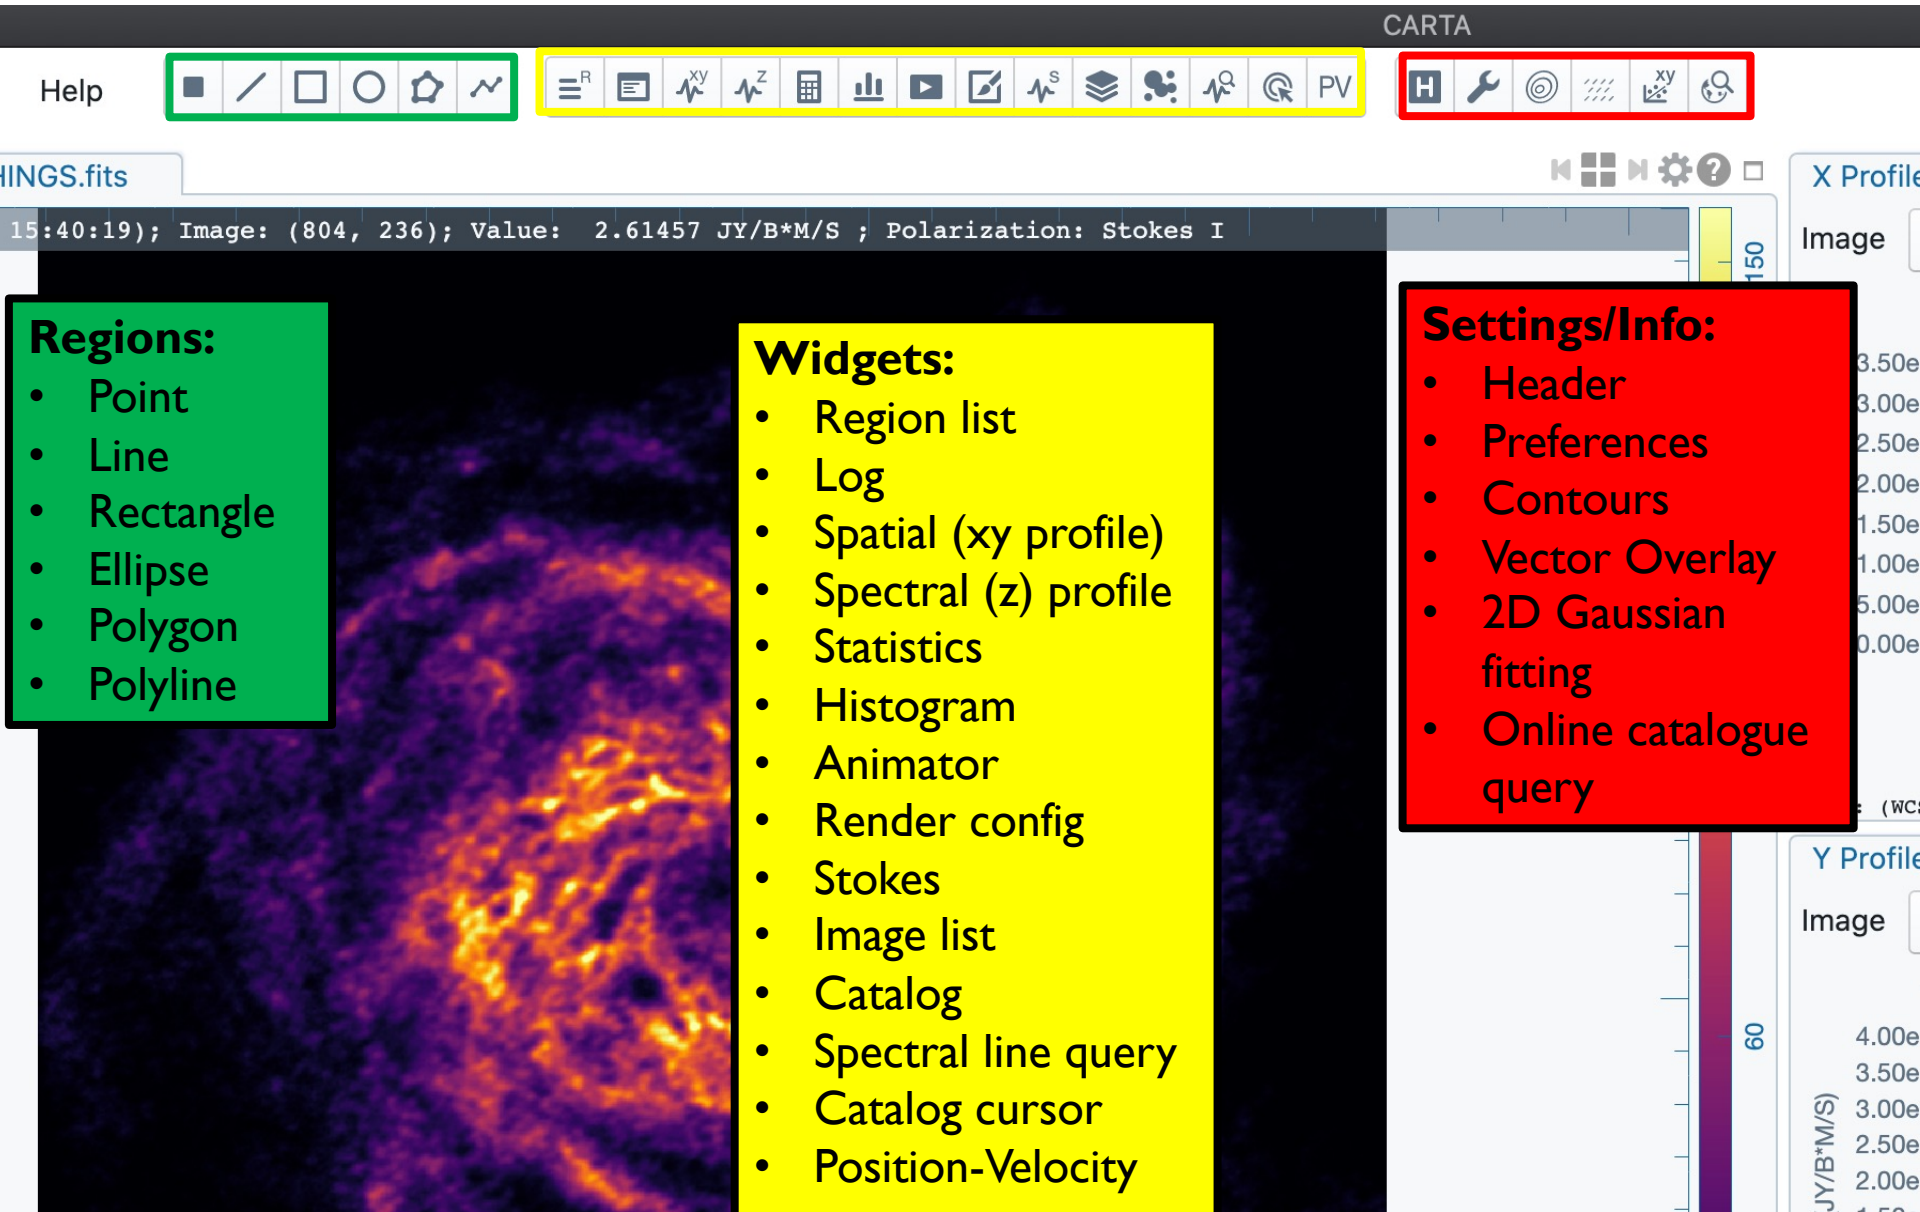 CARTA
Help
R
xy
z
s
PV
H
xy
HINGS.fits
X Profile
15:40:19); Image: (804, 236); Value: 2.61457 JY/B*M/S ; Polarization: Stokes I
Image
150
Regions:
• Point
• Line
• Rectangle
• Ellipse
• Polygon
• Polyline
Widgets:
• Region list
• Log
• Spatial (xy profile)
• Spectral (z) profile
• Statistics
• Histogram
• Animator
• Render config
• Stokes
• Image list
• Catalog
• Spectral line query
• Catalog cursor
• Position-Velocity
Settings/Info:
• Header
• Preferences
• Contours
• Vector Overlay
• 2D Gaussian
fitting
• Online catalogue
query
3.50e
3.00e
2.50e
2.00e
1.50e
1.00e
5.00e
0.00e
: (WCS
Y Profile
Image
60
4.00e
3.50e
3.00e
2.50e
2.00e
(JY/B*M/S)